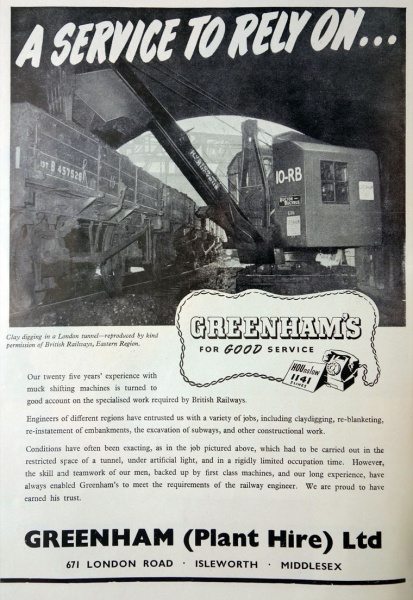 A SERVICE TO RELY ON...
B 457526
10-RB
RUSTON
BUCYRUS
Clay digging in a London tunnel—reproduced by kind
permission of British Railways, Eastern Region.
GREENHAM'S
FOR GOOD SERVICE
HOUnslow
1141
5 LINES
Our twenty five years' experience with
muck shifting machines is turned to
good account on the specialised work required by British Railways.
Engineers of different regions have entrusted us with a variety of jobs, including claydigging, re-blanketing,
re-instatement of embankments, the excavation of subways, and other constructional work.
Conditions have often been exacting, as in the job pictured above, which had to be carried out in the
restricted space of a tunnel, under artificial light, and in a rigidly limited occupation time. However,
the skill and teamwork of our men, backed up by first class machines, and our long experience, have
always enabled Greenham's to meet the requirements of the railway engineer. We are proud to have
earned his trust.
GREENHAM (Plant Hire) Ltd
671 LONDON ROAD · ISLEWORTH · MIDDLESEX